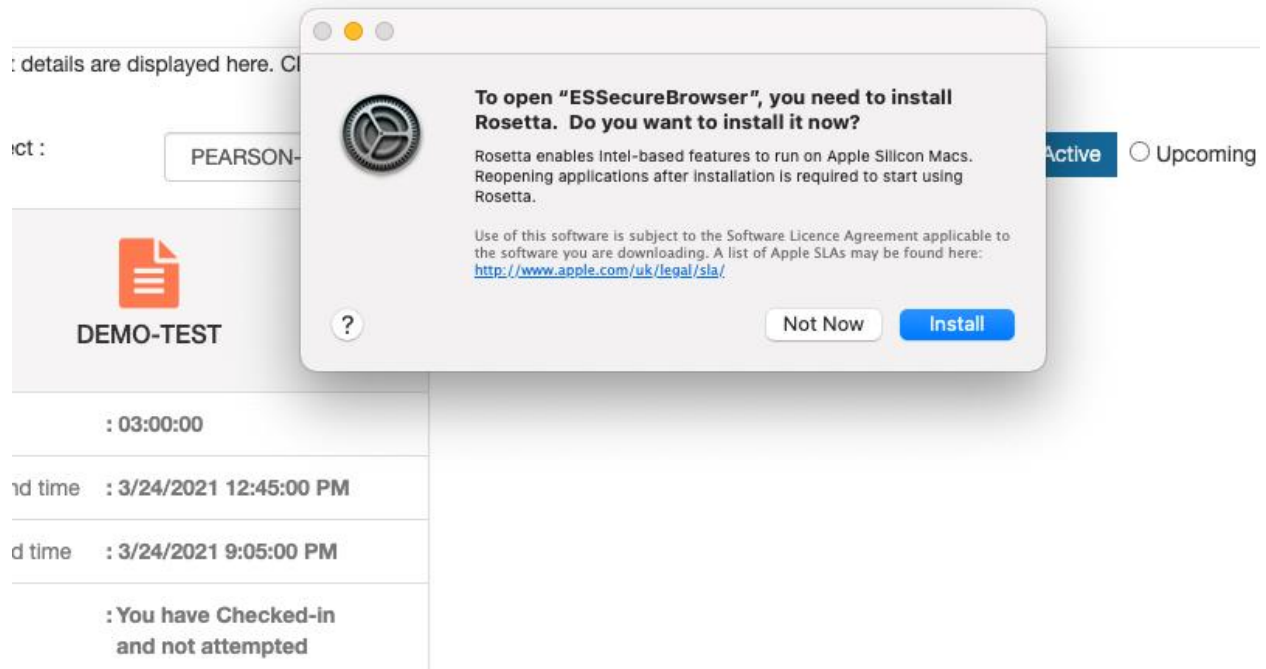 t details are displayed here. Cl
ect :
PEARSON-
Active
Upcoming
To open “ESSecureBrowser”, you need to install
Rosetta. Do you want to install it now?
Rosetta enables Intel-based features to run on Apple Silicon Macs.
Reopening applications after installation is required to start using
Rosetta.
Use of this software is subject to the Software Licence Agreement applicable to
the software you are downloading. A list of Apple SLAs may be found here:
http://www.apple.com/uk/legal/sla/
?
Not Now
Install
DEMO-TEST
: 03:00:00
nd time : 3/24/2021 12:45:00 PM
d time : 3/24/2021 9:05:00 PM
: You have Checked-in
and not attempted